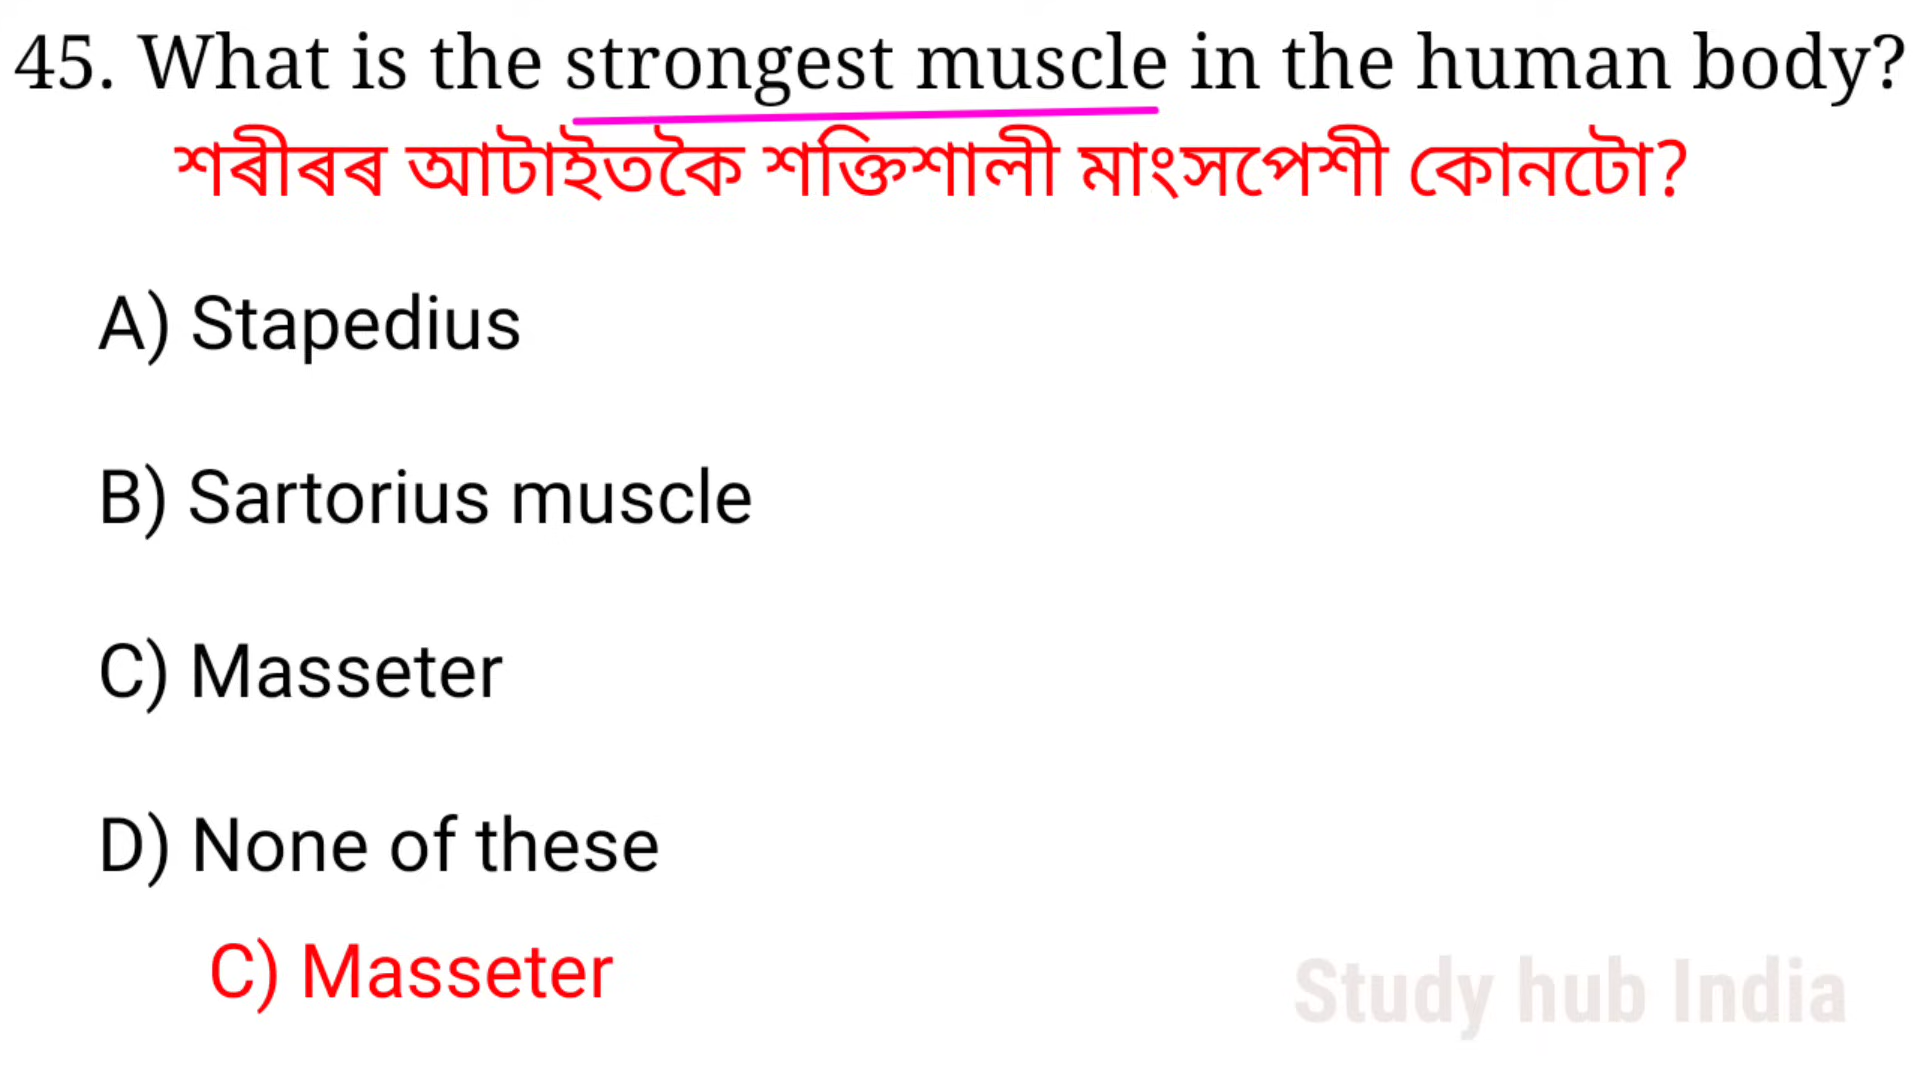 45. What is the strongest muscle in the human body?
শৰীৰৰ আটাইতকৈ শক্তিশালী মাংসপেশী কোনটো?
A) Stapedius
B) Sartorius muscle
C) Masseter
D) None of these
C) Masseter
Study hub India